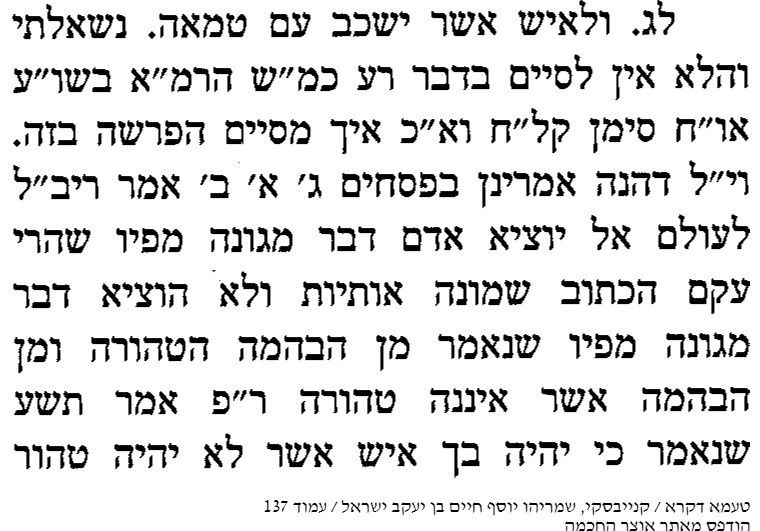 לג. ולאיש אשר ישכב עם טמאה. נשאלתי
והלא אין לסיים בדבר רע כמ״ש הרמ״א בשו״ע
או״ח סימן קל״ח וא״כ איך מסיים הפרשה בזה.
וי״ל דהנה אמרינן בפסחים ג׳ א׳ ב׳ אמר ריב״ל
לעולם אל יוציא אדם דבר מגונה מפיו שהרי
עקם הכתוב שמונה אותיות ולא הוציא דבר
מגונה מפיו שנאמר מן הבהמה הטהורה ומן
הבהמה אשר איננה טהורה ר״פ אמר תשע
שנאמר כי יהיה בך איש אשר לא יהיה טהור
טעמא דקרא / קנייבסקי, שמריהו יוסף חיים בן יעקב ישראל / עמוד 137
הודפס מאתר אוצר החכמה